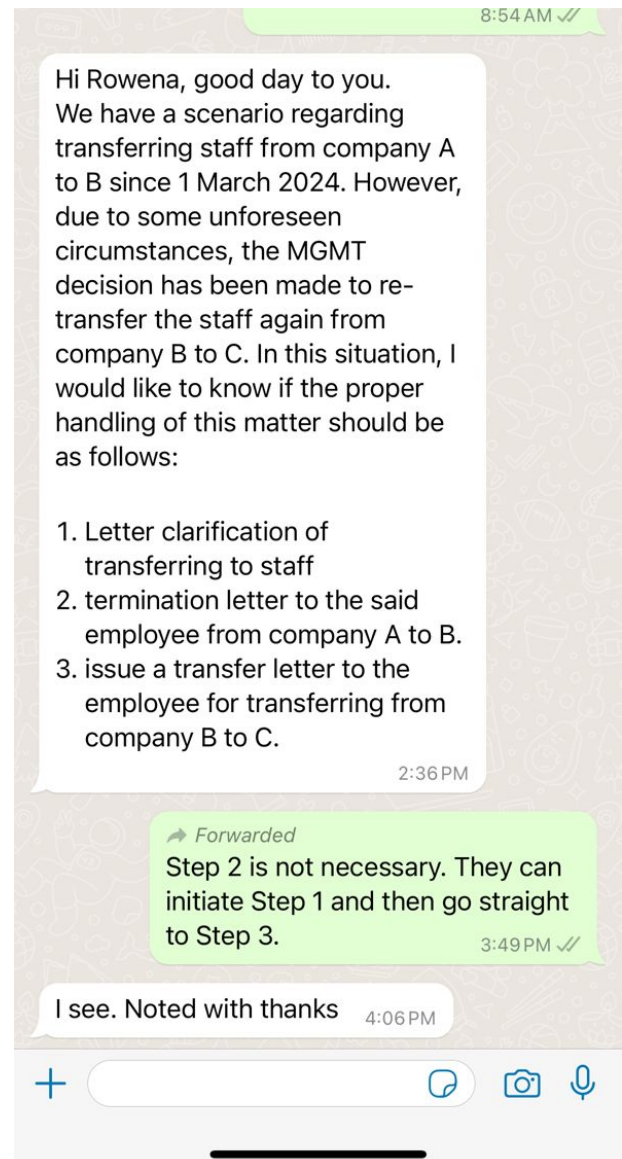 8:54 AM
Hi Rowena, good day to you.
We have a scenario regarding
transferring staff from company A
to B since 1 March 2024. However,
due to some unforeseen
circumstances, the MGMT
decision has been made to re-
transfer the staff again from
company B to C. In this situation, I
would like to know if the proper
handling of this matter should be
as follows:
1. Letter clarification of
transferring to staff
2. termination letter to the said
employee from company A to B.
3. issue a transfer letter to the
employee for transferring from
company B to C.
2:36 PM
Forwarded
Step 2 is not necessary. They can
initiate Step 1 and then go straight
to Step 3.
3:49 PM
I see. Noted with thanks 4:06 PM